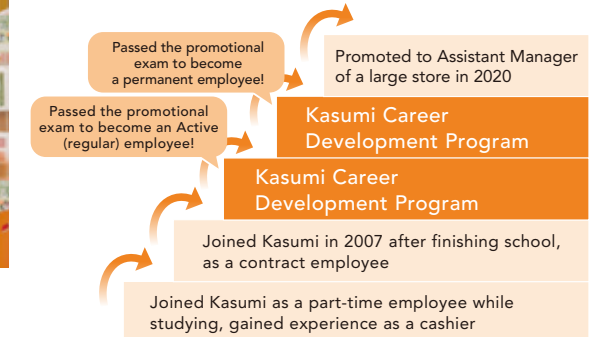 Passed the promotional
exam to become
a permanent employee!
Promoted to Assistant Manager
of a large store in 2020
Passed the promotional
exam to become an Active
(regular) employee!
Kasumi Career
Development Program
Kasumi Career
Development Program
Joined Kasumi in 2007 after finishing school,
as a contract employee
Joined Kasumi as a part-time employee while
studying, gained experience as a cashier